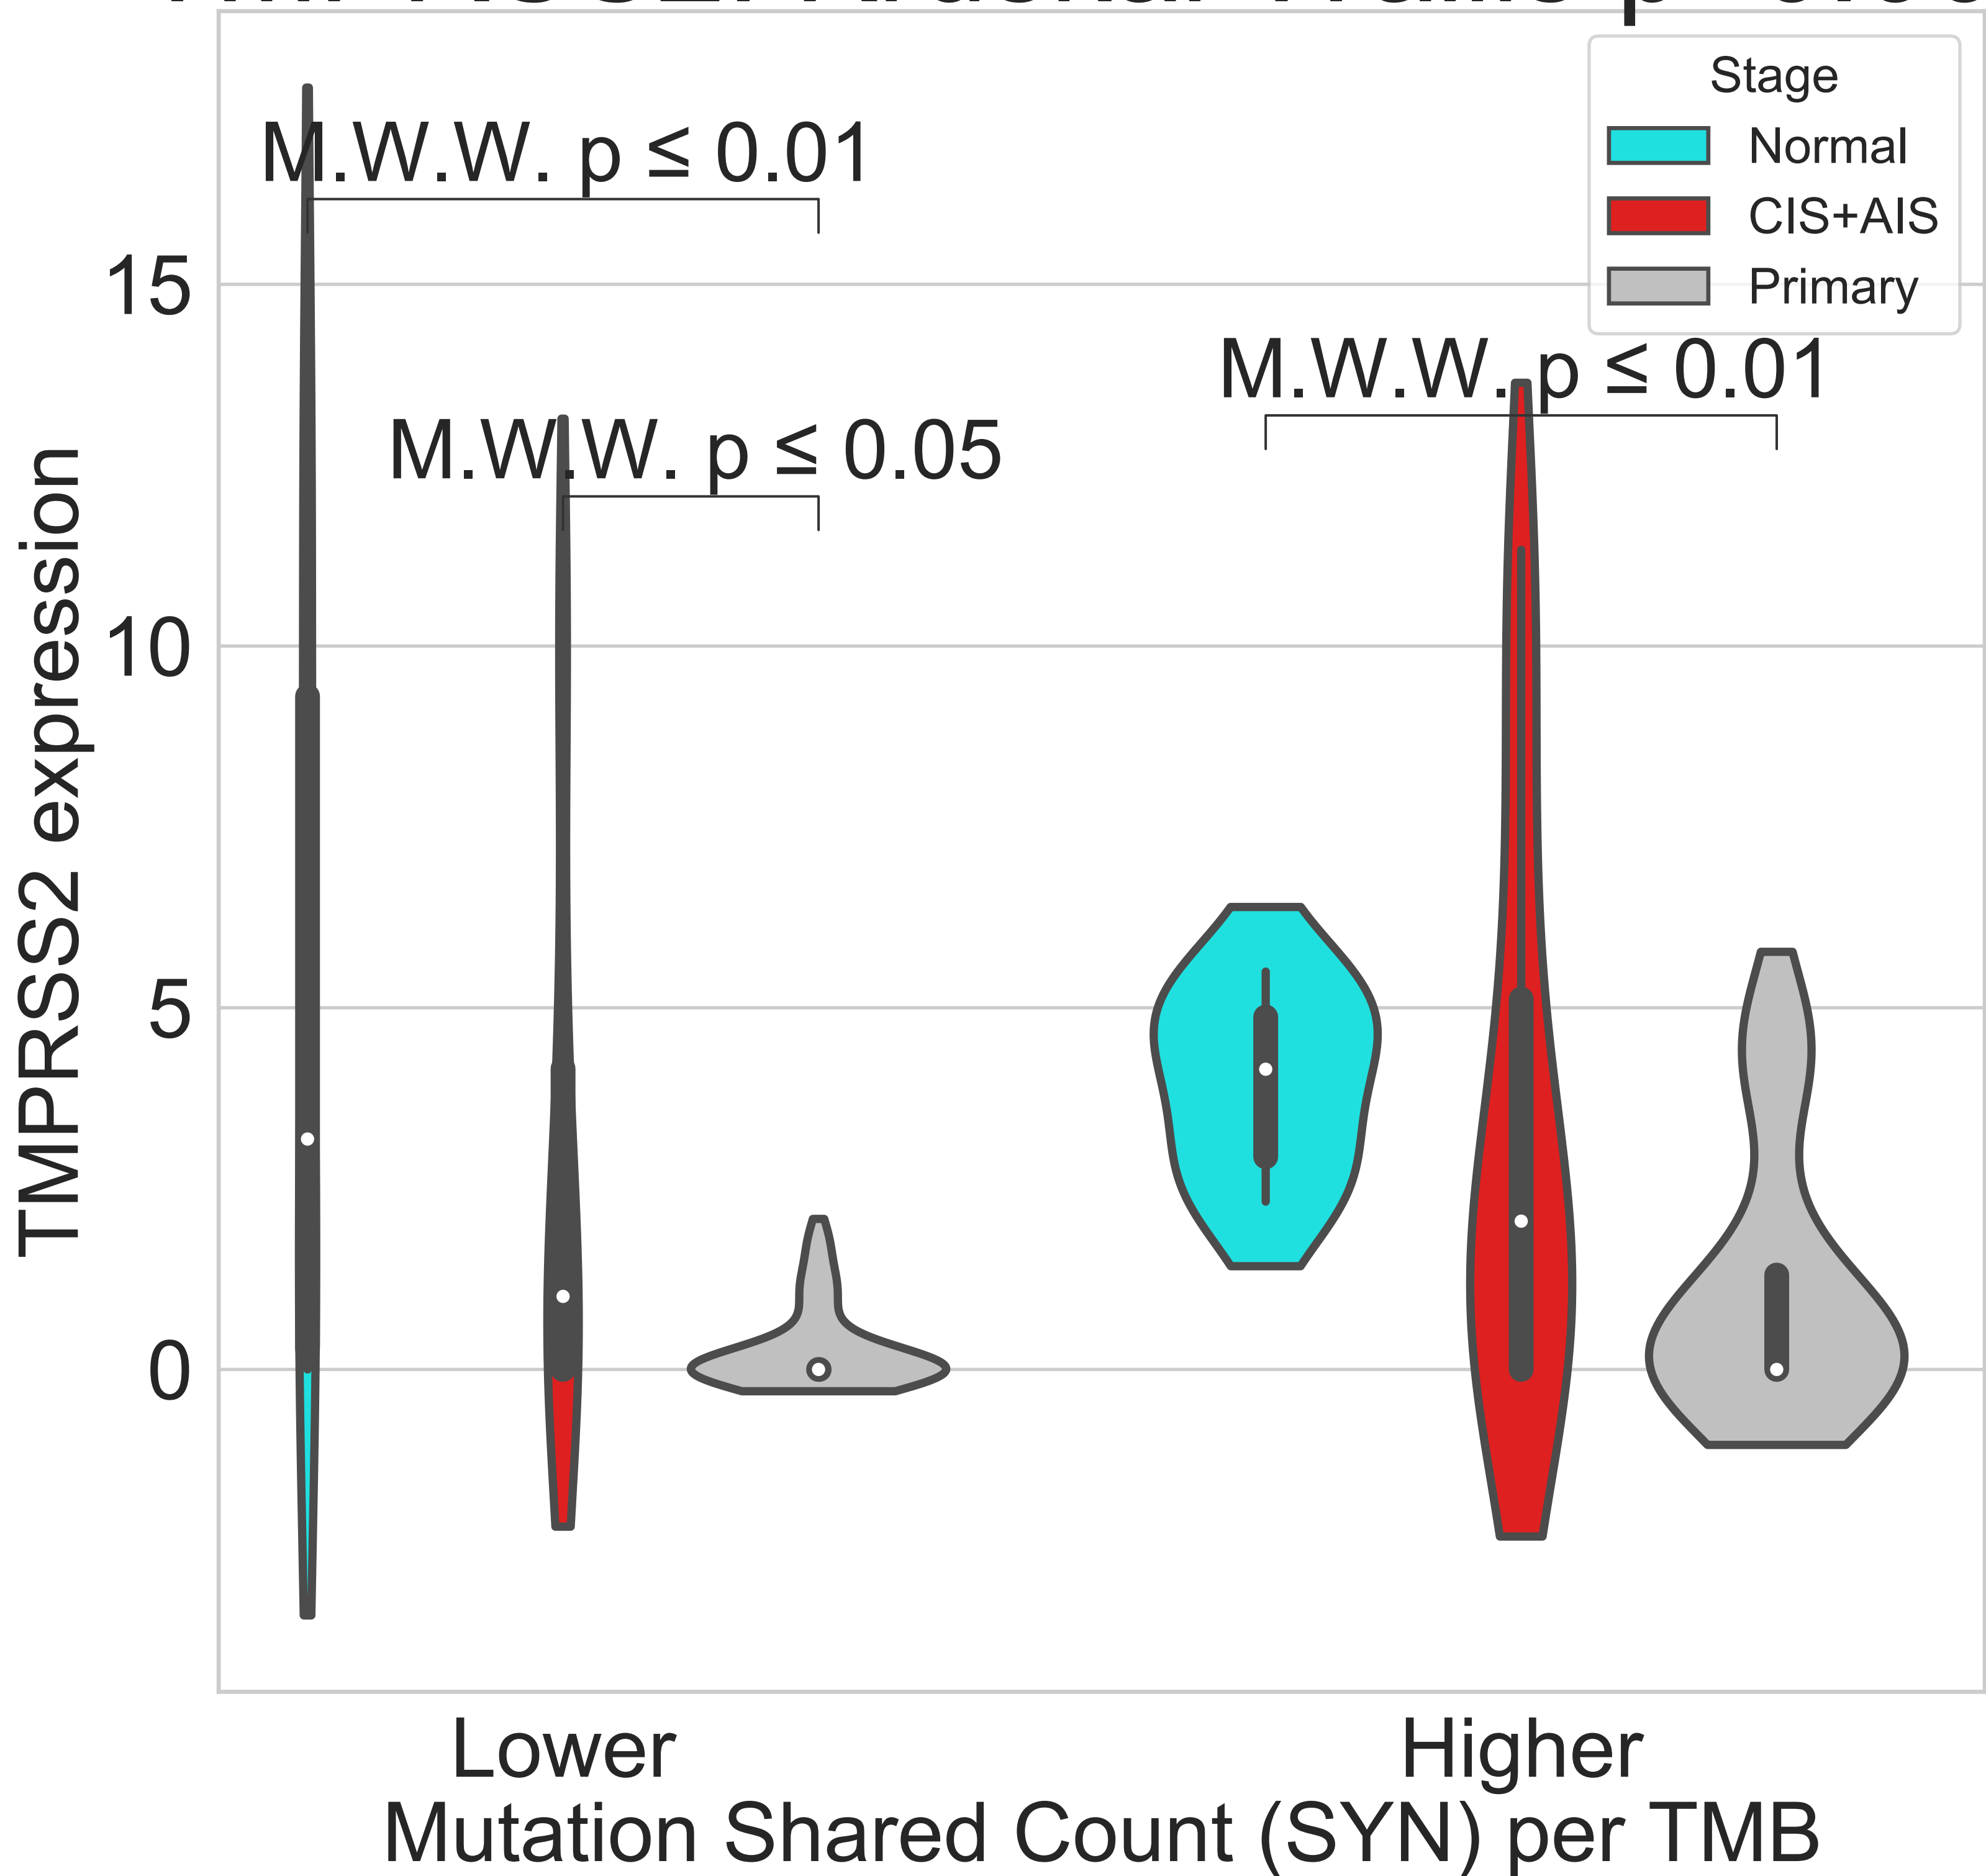 Stage
Normal
CIS+AIS
Primary
M.W.W. p ≤ 0.01
M.W.W. p ≤ 0.01
M.W.W. p ≤ 0.05
15
10
5
0
TMPRSS2 expression
Lower
Higher
Mutation Shared Count (SYN) per TMB